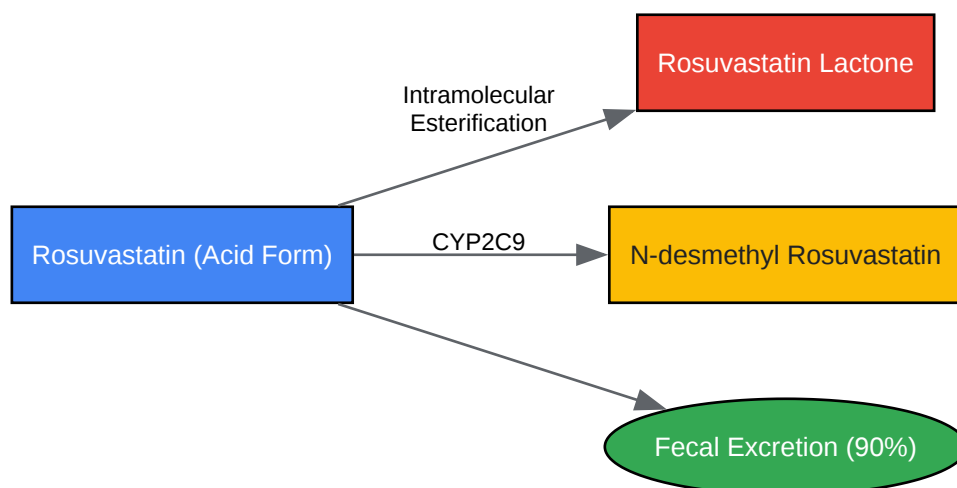 Rosuvastatin Lactone
Intramolecular
Esterification
Rosuvastatin (Acid Form)
CYP2C9
N-desmethyl Rosuvastatin
Fecal Excretion (90%)